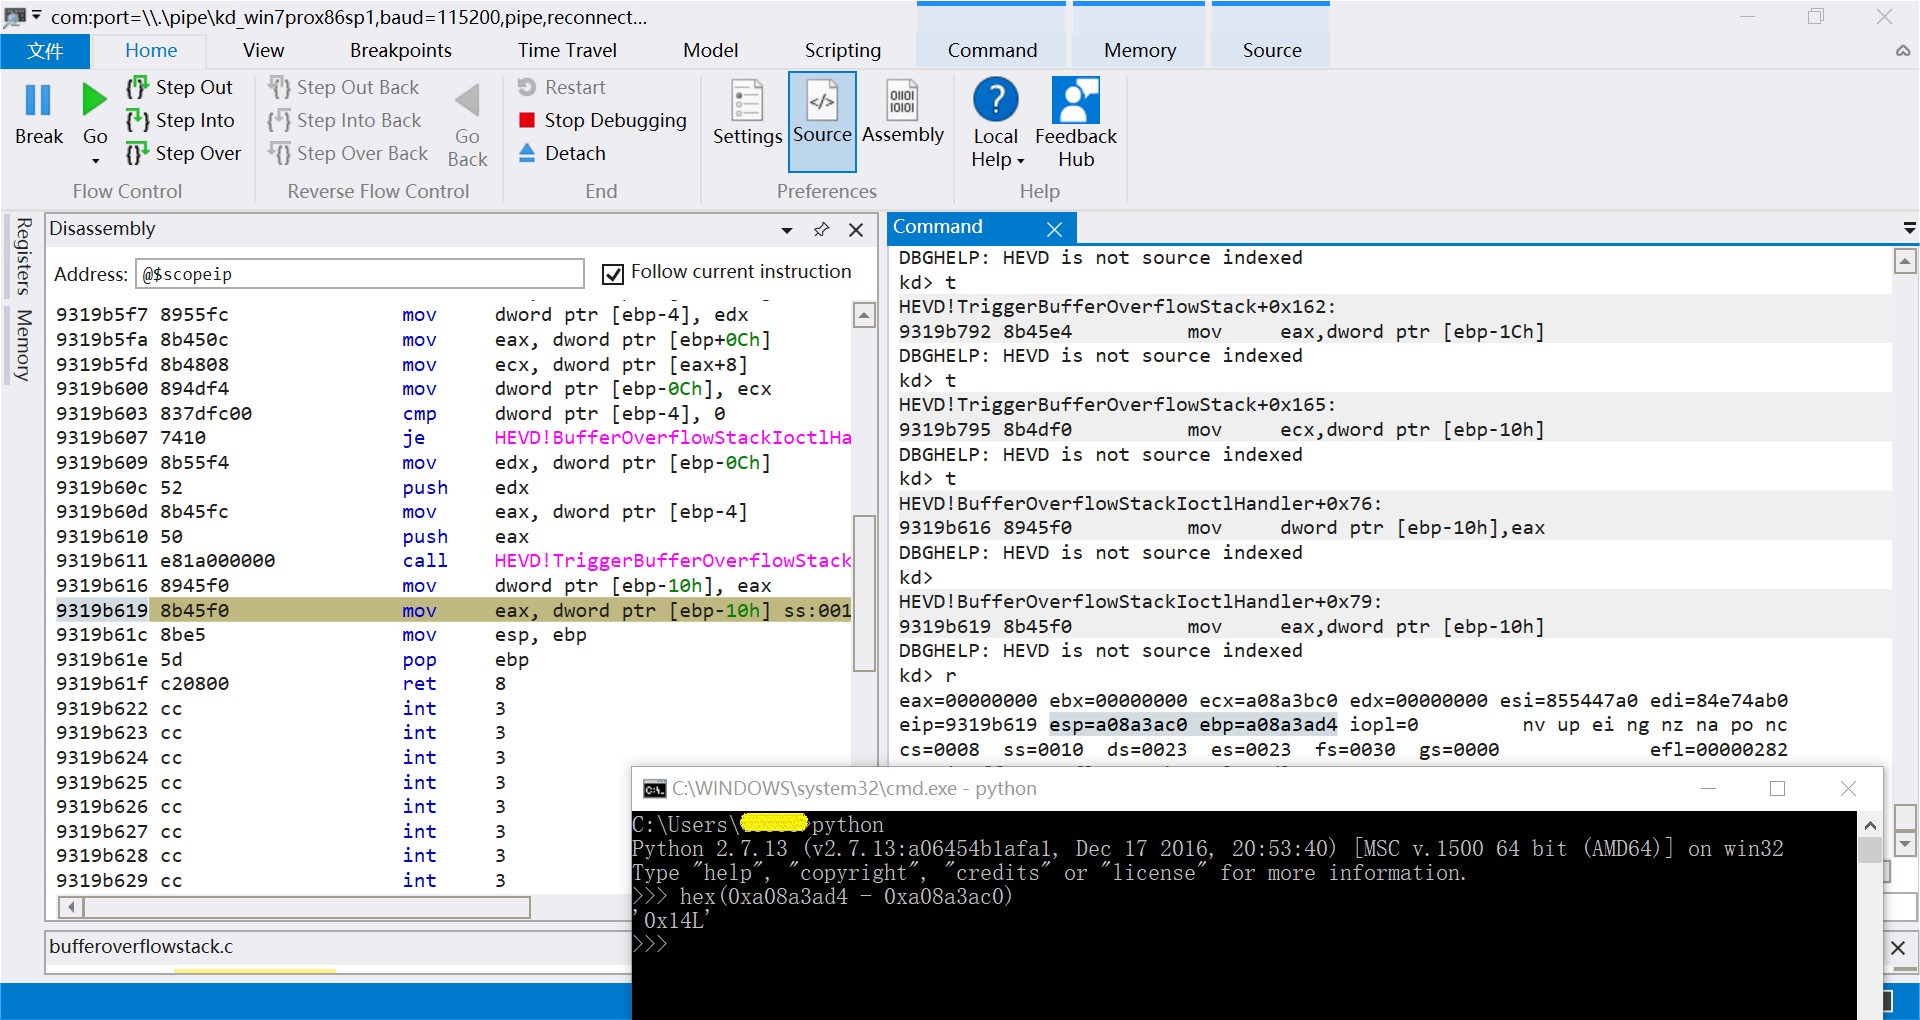 com:port=\\.\pipe\kd_win7prox86sp1,baud=115200,pipe,reconnect...
文件 Home View Breakpoints Time Travel Model Scripting Command Memory Source
Break
Go
Step Out
Step Into
Step Over
Flow Control
Step Out Back
Step Into Back
Step Over Back
Go Back
Reverse Flow Control
Restart
Stop Debugging
Detach
End
Settings
Source
Assembly
Preferences
Local Help
Feedback Hub
Help
Registers
Memory
Disassembly
Address: @$scopeip Follow current instruction
9319b5f7 8955fc mov dword ptr [ebp-4], edx
9319b5fa 8b450c mov eax, dword ptr [ebp+0Ch]
9319b5fd 8b4808 mov ecx, dword ptr [eax+8]
9319b600 894df4 mov dword ptr [ebp-0Ch], ecx
9319b603 837dfc00 cmp dword ptr [ebp-4], 0
9319b607 7410 je HEVD!BufferOverflowStackIoctlHa
9319b609 8b55f4 mov edx, dword ptr [ebp-0Ch]
9319b60c 52 push edx
9319b60d 8b45fc mov eax, dword ptr [ebp-4]
9319b610 50 push eax
9319b611 e81a000000 call HEVD!TriggerBufferOverflowStack
9319b616 8945f0 mov dword ptr [ebp-10h], eax
9319b619 8b45f0 mov eax, dword ptr [ebp-10h] ss:001
9319b61c 8be5 mov esp, ebp
9319b61e 5d pop ebp
9319b61f c20800 ret 8
9319b622 cc int 3
9319b623 cc int 3
9319b624 cc int 3
9319b625 cc int 3
9319b626 cc int 3
9319b627 cc int 3
9319b628 cc int 3
9319b629 cc int 3
bufferoverflowstack.c
Command
DBGHELP: HEVD is not source indexed
kd> t
HEVD!TriggerBufferOverflowStack+0x162:
9319b792 8b45e4 mov eax,dword ptr [ebp-1Ch]
DBGHELP: HEVD is not source indexed
kd> t
HEVD!TriggerBufferOverflowStack+0x165:
9319b795 8b4df0 mov ecx,dword ptr [ebp-10h]
DBGHELP: HEVD is not source indexed
kd> t
HEVD!BufferOverflowStackIoctlHandler+0x76:
9319b616 8945f0 mov dword ptr [ebp-10h],eax
DBGHELP: HEVD is not source indexed
kd>
HEVD!BufferOverflowStackIoctlHandler+0x79:
9319b619 8b45f0 mov eax,dword ptr [ebp-10h]
DBGHELP: HEVD is not source indexed
kd> r
eax=00000000 ebx=00000000 ecx=a08a3bc0 edx=00000000 esi=855447a0 edi=84e74ab0
eip=9319b619 esp=a08a3ac0 ebp=a08a3ad4 iopl=0 nv up ei ng nz na po nc
cs=0008 ss=0010 ds=0023 es=0023 fs=0030 gs=0000 efl=00000282
C:\WINDOWS\system32\cmd.exe - python
C:\Users\ >python
Python 2.7.13 (v2.7.13:a06454b1afa1, Dec 17 2016, 20:53:40) [MSC v.1500 64 bit (AMD64)] on win32
Type "help", "copyright", "credits" or "license" for more information.
>>> hex(0xa08a3ad4 - 0xa08a3ac0)
'0x14L'
>>>